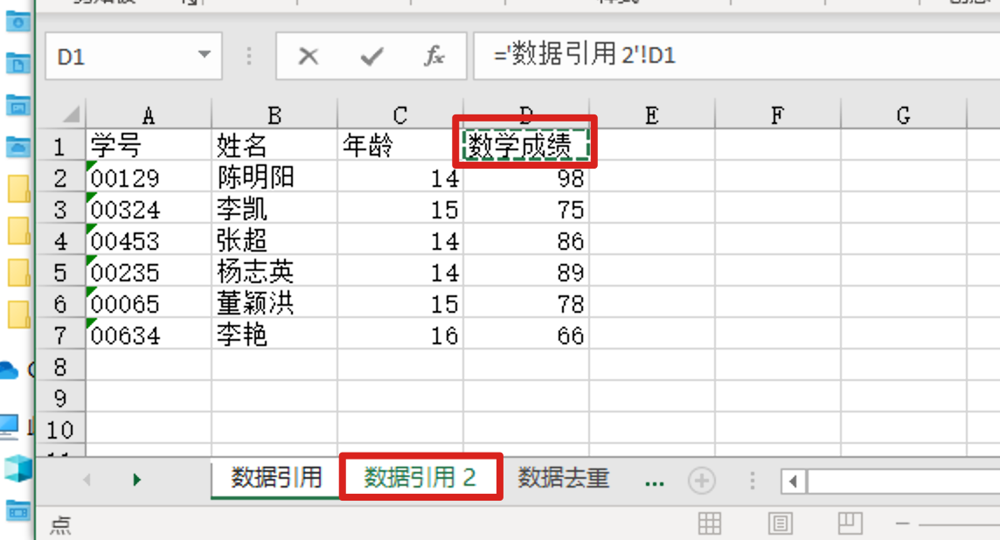 D1 fx ='数据引用 2'!D1
A B C D E F G
1 学号 姓名 年龄 数学成绩
2 00129 陈明阳 14 98
3 00324 李凯 15 75
4 00453 张超 14 86
5 00235 杨志英 14 89
6 00065 董颖洪 15 78
7 00634 李艳 16 66
8
9
10
数据引用 数据引用 2 数据去重 ...
点